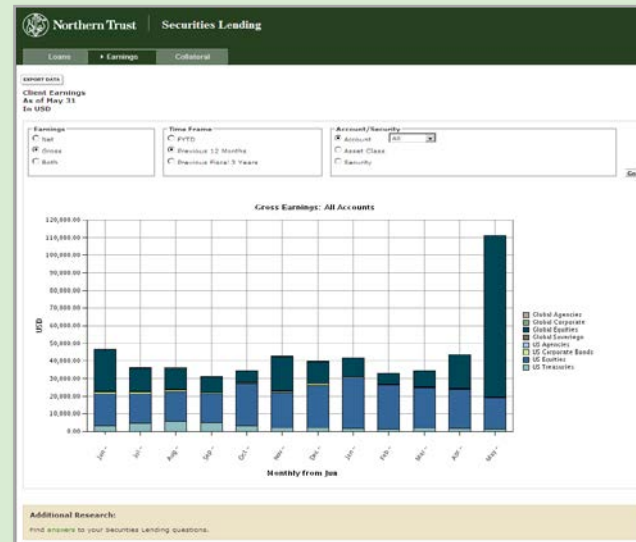 Northern Trust Securities Lending
Loans Earnings Collateral
EXPORT DATA
Client Earnings
As of May 31
In USD
Earnings
Net
Gross
Both
Time Frame
FYTD
Previous 12 Months
Previous Fiscal 3 Years
Account/Security
Account All
Asset Class
Security
Go
Gross Earnings: All Accounts
120,000.00
110,000.00
100,000.00
90,000.00
80,000.00
70,000.00
60,000.00
50,000.00
40,000.00
30,000.00
20,000.00
10,000.00
0.00
USD
Jun - Jul - Aug - Sep - Oct - Nov - Dec - Jan - Feb - Mar - Apr - May -
Monthly from Jun
Global Agencies
Global Corporate
Global Equities
Global Sovereign
US Agencies
US Corporate Bonds
US Equities
US Treasuries
Additional Research:
Find answers to your Securities Lending questions.